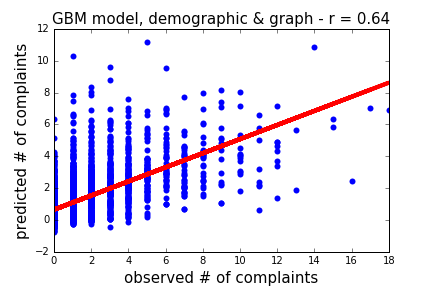 GBM model, demographic & graph - r = 0.64
12
10
8
6
4
2
0
−2
predicted # of complaints
0 2 4 6 8 10 12 14 16 18
observed # of complaints